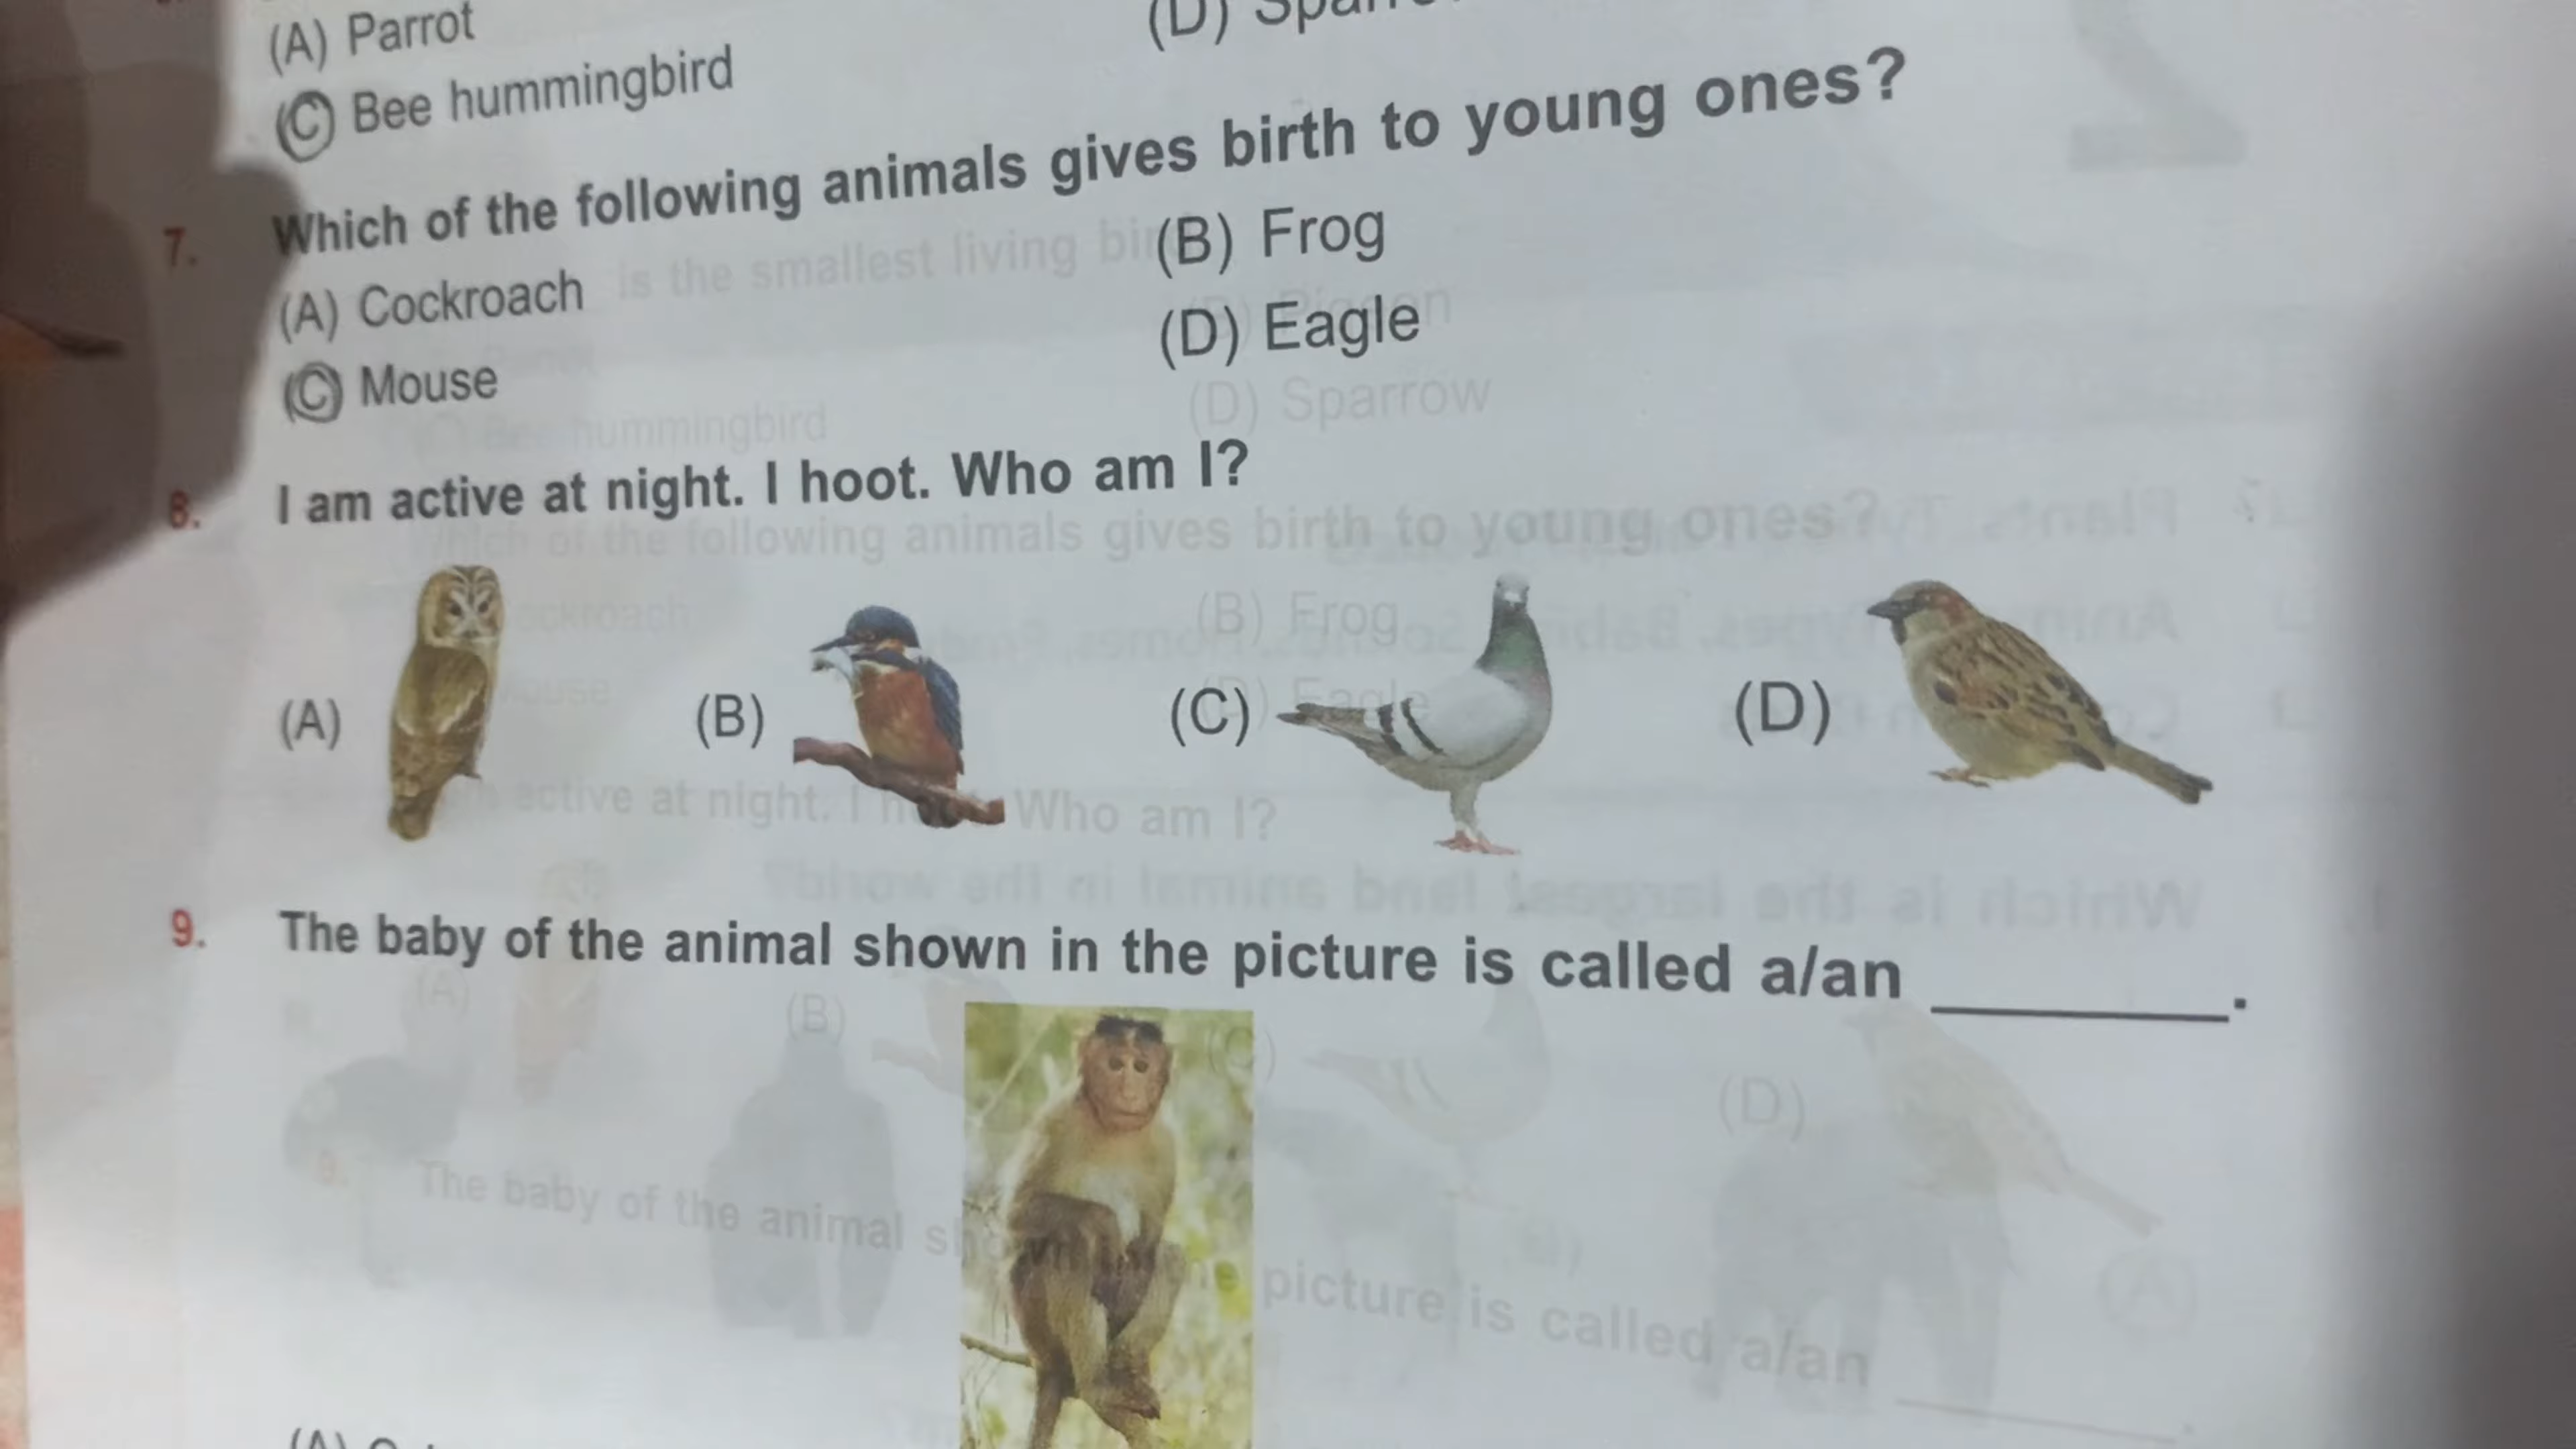 (A) Parrot
(D)
(C) Bee hummingbird
7. Which of the following animals gives birth to young ones?
(A) Cockroach
(B) Frog
(C) Mouse
(D) Eagle
8. I am active at night. I hoot. Who am I?
(A) (B) (C) (D)
9. The baby of the animal shown in the picture is called a/an ________.
(A)